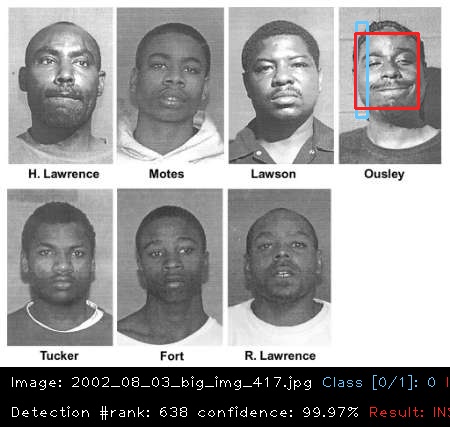 H. Lawrence Motes Lawson Ousley
Tucker Fort R. Lawrence
Image: 2002_08_03_big_img_417.jpg Class [0/1]: 0
Detection #rank: 638 confidence: 99.97% Result: